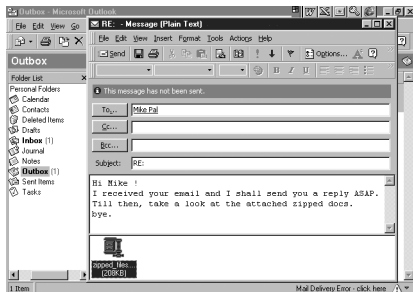 Outbox - Microsoft Outlook
File Edit View Go
Outbox
Folder List
Personal Folders
Calendar
Contacts
Deleted Items
Drafts
Inbox (1)
Journal
Notes
Outbox (1)
Sent Items
Tasks
1 Item
RE: - Message (Plain Text)
File Edit View Insert Format Tools Actions Help
Send
Options...
This message has not been sent.
To... Mike Pal
Cc...
Bcc...
Subject: RE:
Hi Mike !
I received your email and I shall send you a reply ASAP.
Till then, take a look at the attached zipped docs.
bye.
zipped_files....
(208KB)
Mail Delivery Error - click here